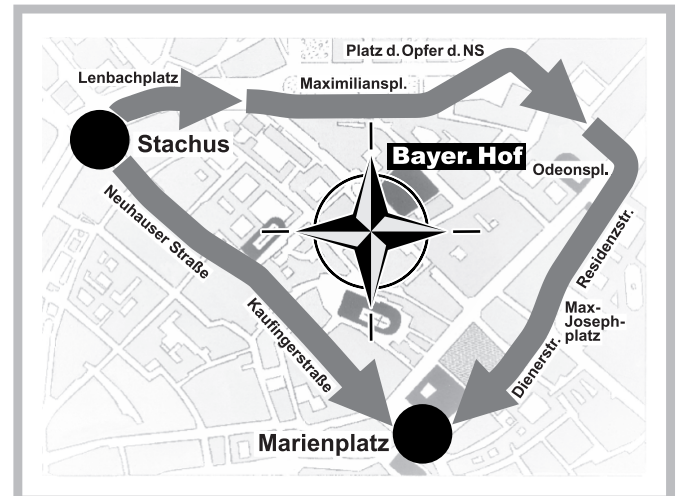 Platz d. Opfer d. NS
Lenbachplatz
Maximilianspl.
Stachus
Bayer. Hof
Odeonspl.
Neuhauser Straße
Residenzstr.
Kaufingerstraße
Max-
Joseph-
platz
Dienerstr.
Marienplatz